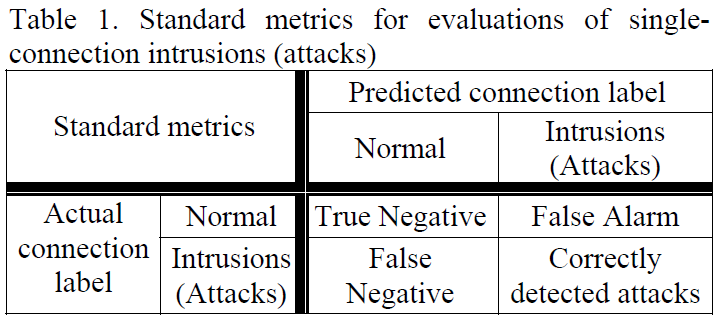 Table 1. Standard metrics for evaluations of single-
connection intrusions (attacks)
Standard metrics
Predicted connection label
Normal
Intrusions
(Attacks)
Actual
connection
label
Normal
True Negative
False Alarm
Intrusions
(Attacks)
False
Negative
Correctly
detected attacks